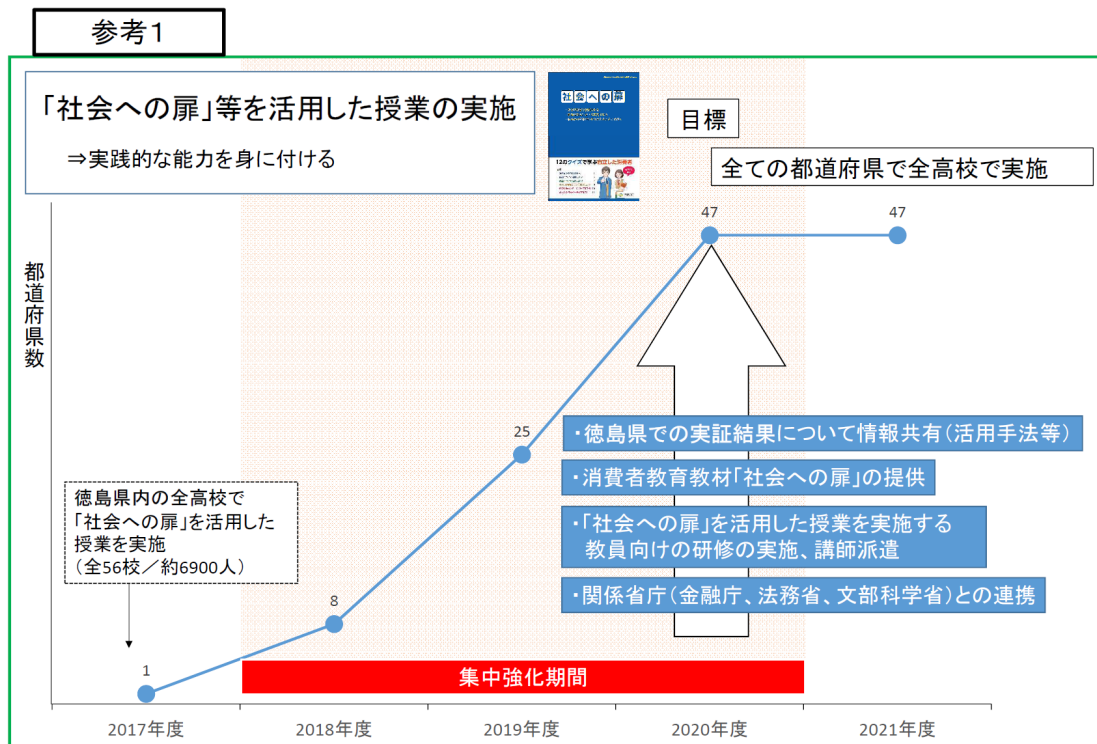 参考1
「社会への扉」等を活用した授業の実施
⇒実践的な能力を身に付ける
社会への扉
目標
全ての都道府県で全高校で実施
都道府県数
47
47
25
8
1
徳島県内の全高校で
「社会への扉」を活用した
授業を実施
（全56校／約6900人）
・徳島県での実証結果について情報共有（活用手法等）
・消費者教育教材「社会への扉」の提供
・「社会への扉」を活用した授業を実施する
教員向けの研修の実施、講師派遣
・関係省庁（金融庁、法務省、文部科学省）との連携
集中強化期間
2017年度
2018年度
2019年度
2020年度
2021年度